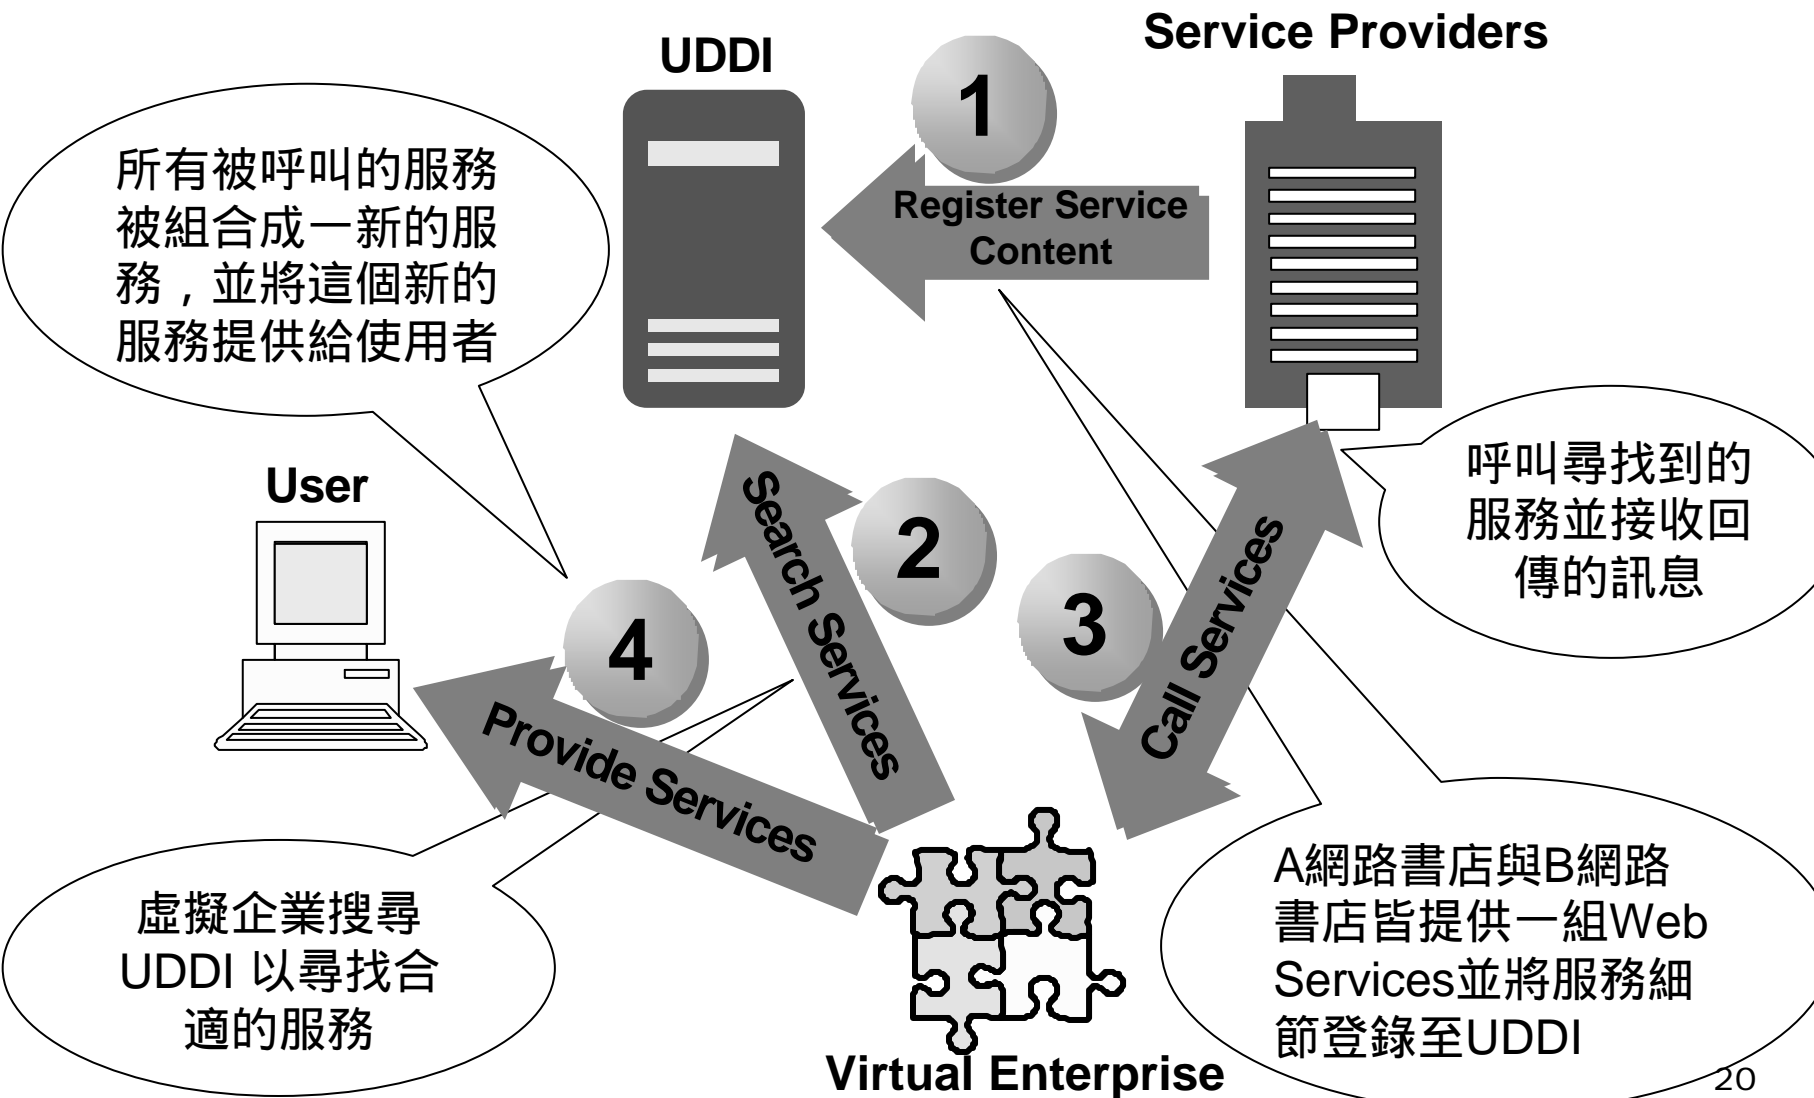 Service Providers
UDDI
1
Register Service
Content
所有被呼叫的服務
被組合成一新的服
務，並將這個新的
服務提供給使用者
User
Search Services
2
3
Call Services
呼叫尋找到的
服務並接收回
傳的訊息
4
Provide Services
虛擬企業搜尋
UDDI 以尋找合
適的服務
A網路書店與B網路
書店皆提供一組Web
Services並將服務細
節登錄至UDDI
Virtual Enterprise
20